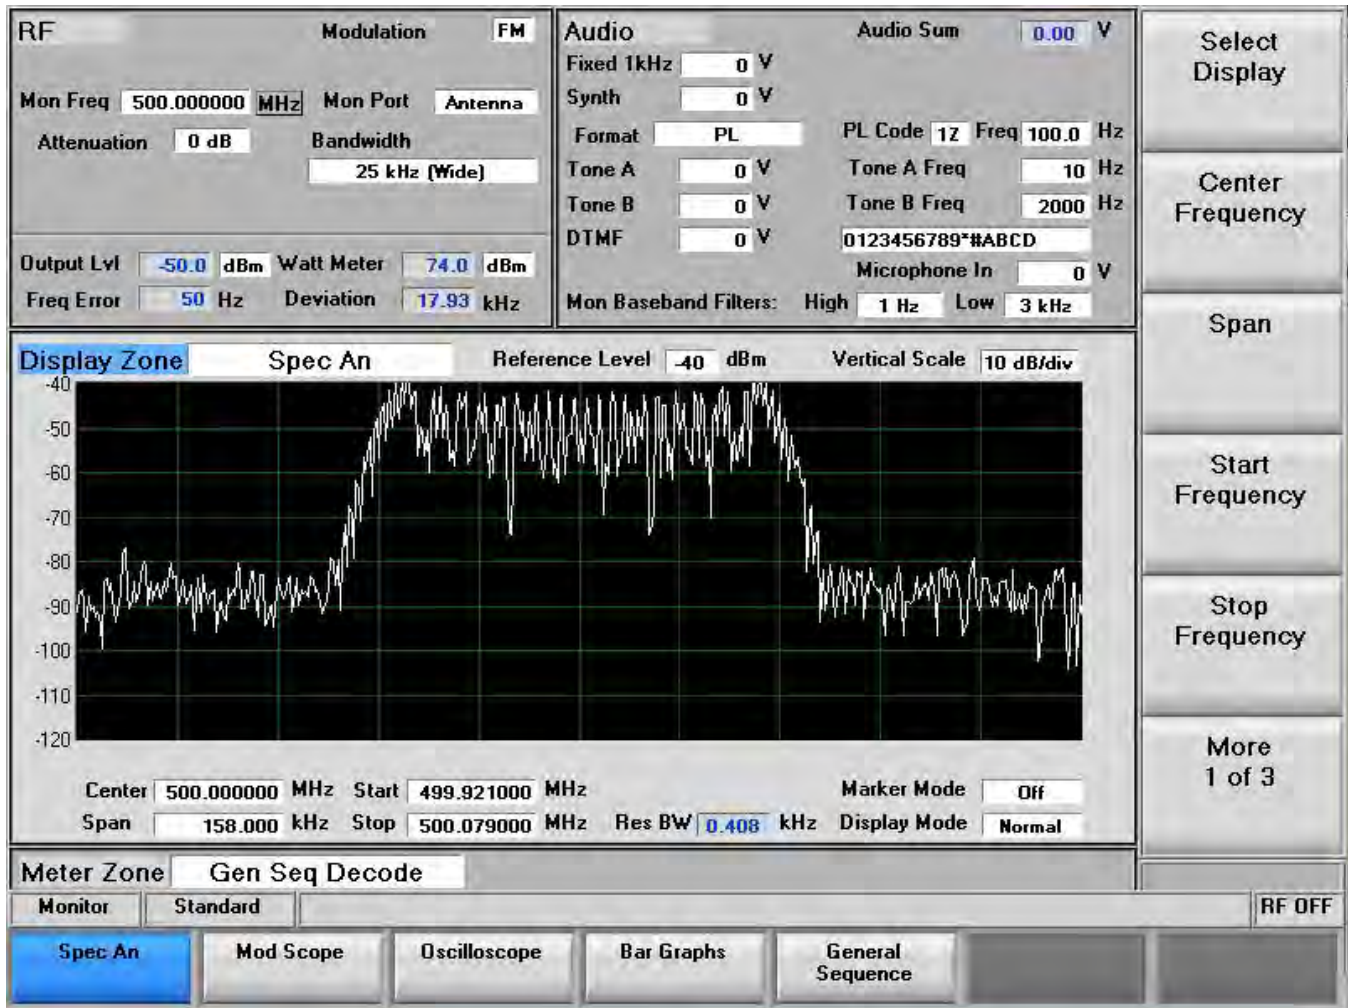 RF Modulation FM
Mon Freq 500.000000 MHz Mon Port Antenna
Attenuation 0 dB Bandwidth
25 kHz (Wide)
Output Lvl -50.0 dBm Watt Meter 74.0 dBm
Freq Error 50 Hz Deviation 17.93 kHz
Audio Audio Sum 0.00 V
Fixed 1kHz 0 V
Synth 0 V
Format PL PL Code 1Z Freq 100.0 Hz
Tone A 0 V Tone A Freq 10 Hz
Tone B 0 V Tone B Freq 2000 Hz
DTMF 0 V 0123456789*#ABCD
Microphone In 0 V
Mon Baseband Filters: High 1 Hz Low 3 kHz
Display Zone Spec An Reference Level -40 dBm Vertical Scale 10 dB/div
-40
-50
-60
-70
-80
-90
-100
-110
-120
Center 500.000000 MHz Start 499.921000 MHz Marker Mode Off
Span 158.000 kHz Stop 500.079000 MHz Res BW 0.408 kHz Display Mode Normal
Meter Zone Gen Seq Decode
Monitor Standard RF OFF
Spec An Mod Scope Oscilloscope Bar Graphs General
Sequence
Select
Display
Center
Frequency
Span
Start
Frequency
Stop
Frequency
More
1 of 3